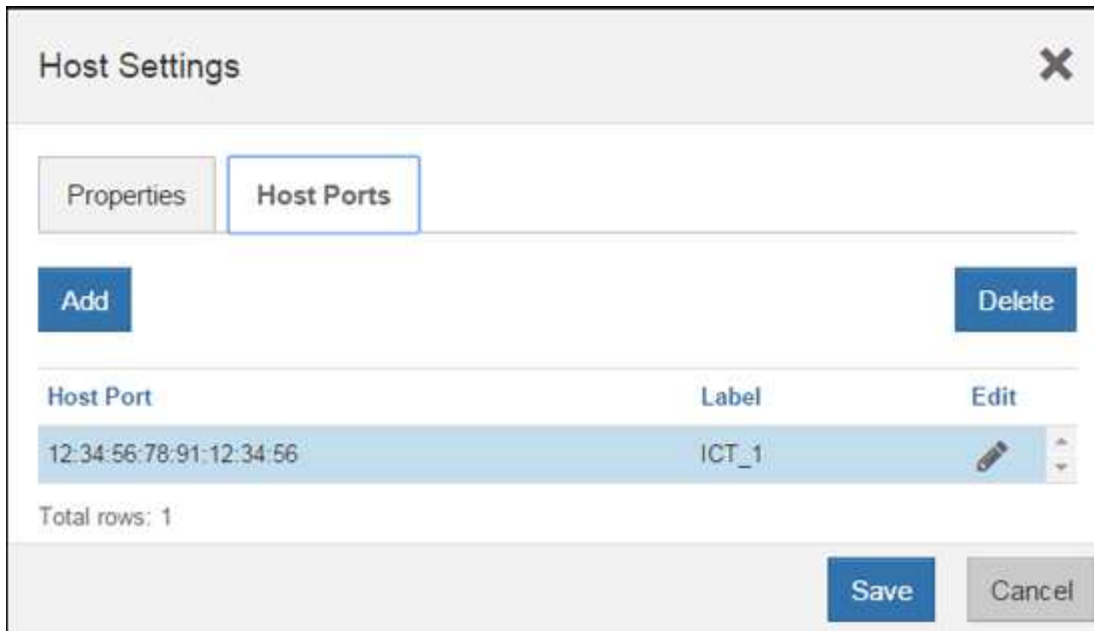 Host Settings
Properties Host Ports
Add Delete
Host Port Label Edit
12:34:56:78:91:12:34:56 ICT_1
Total rows: 1
Save Cancel